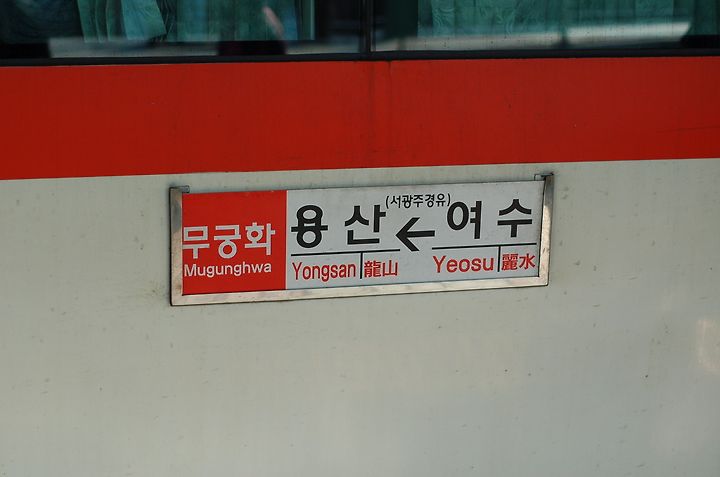 무궁화
Mugunghwa
(서광주경유)
용산 ← 여수
Yongsan 龍山 Yeosu 麗水